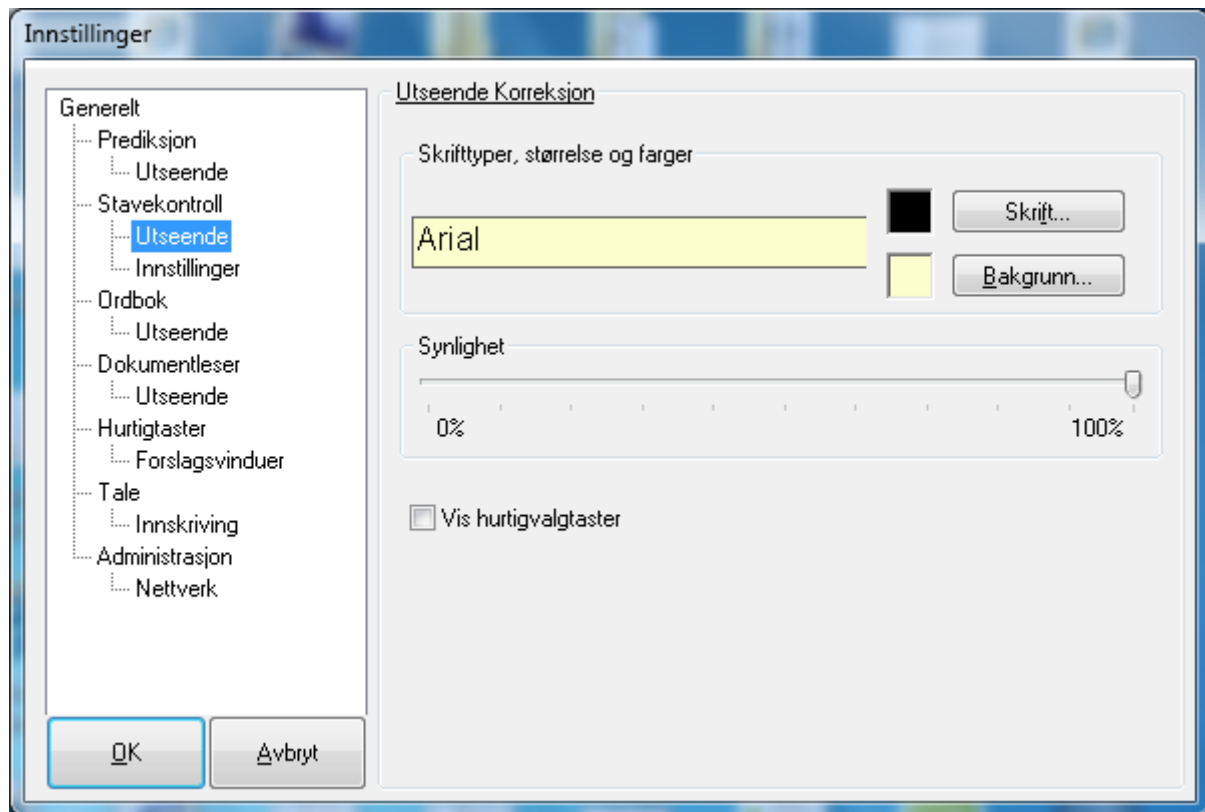 Innstillinger
Generelt
Prediksjon
Utseende
Stavekontroll
Utseende
Innstillinger
Ordbok
Utseende
Dokumentleser
Utseende
Hurtigtaster
Forslagsvinduer
Tale
Innskriving
Administrasjon
Nettverk
OK
Avbryt
Utseende Korreksjon
Skrifttyper, størrelse og farger
Arial
Skrift...
Bakgrunn...
Synlighet
0%
100%
Vis hurtigvalgtaster